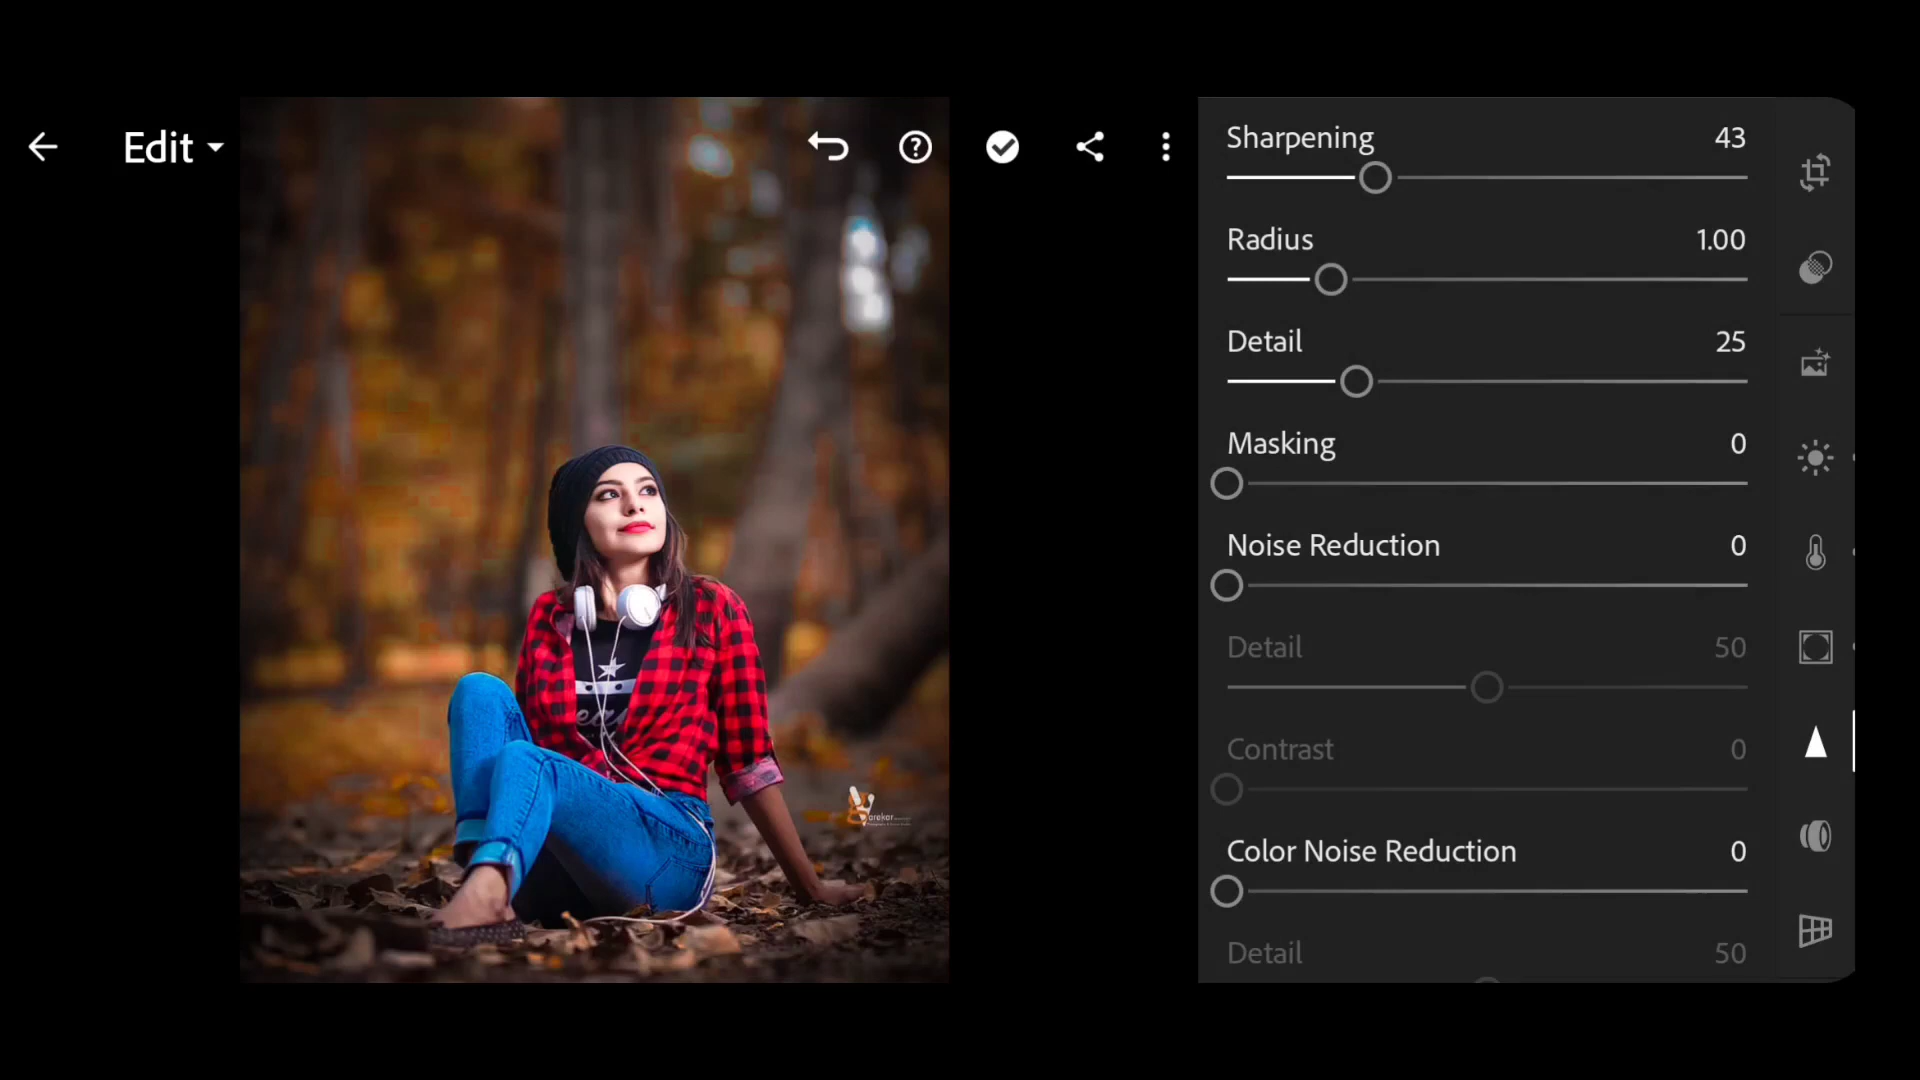 Edit
Sharpening 43
Radius 1.00
Detail 25
Masking 0
Noise Reduction 0
Detail 50
Contrast 0
Color Noise Reduction 0
Detail 50
arekar